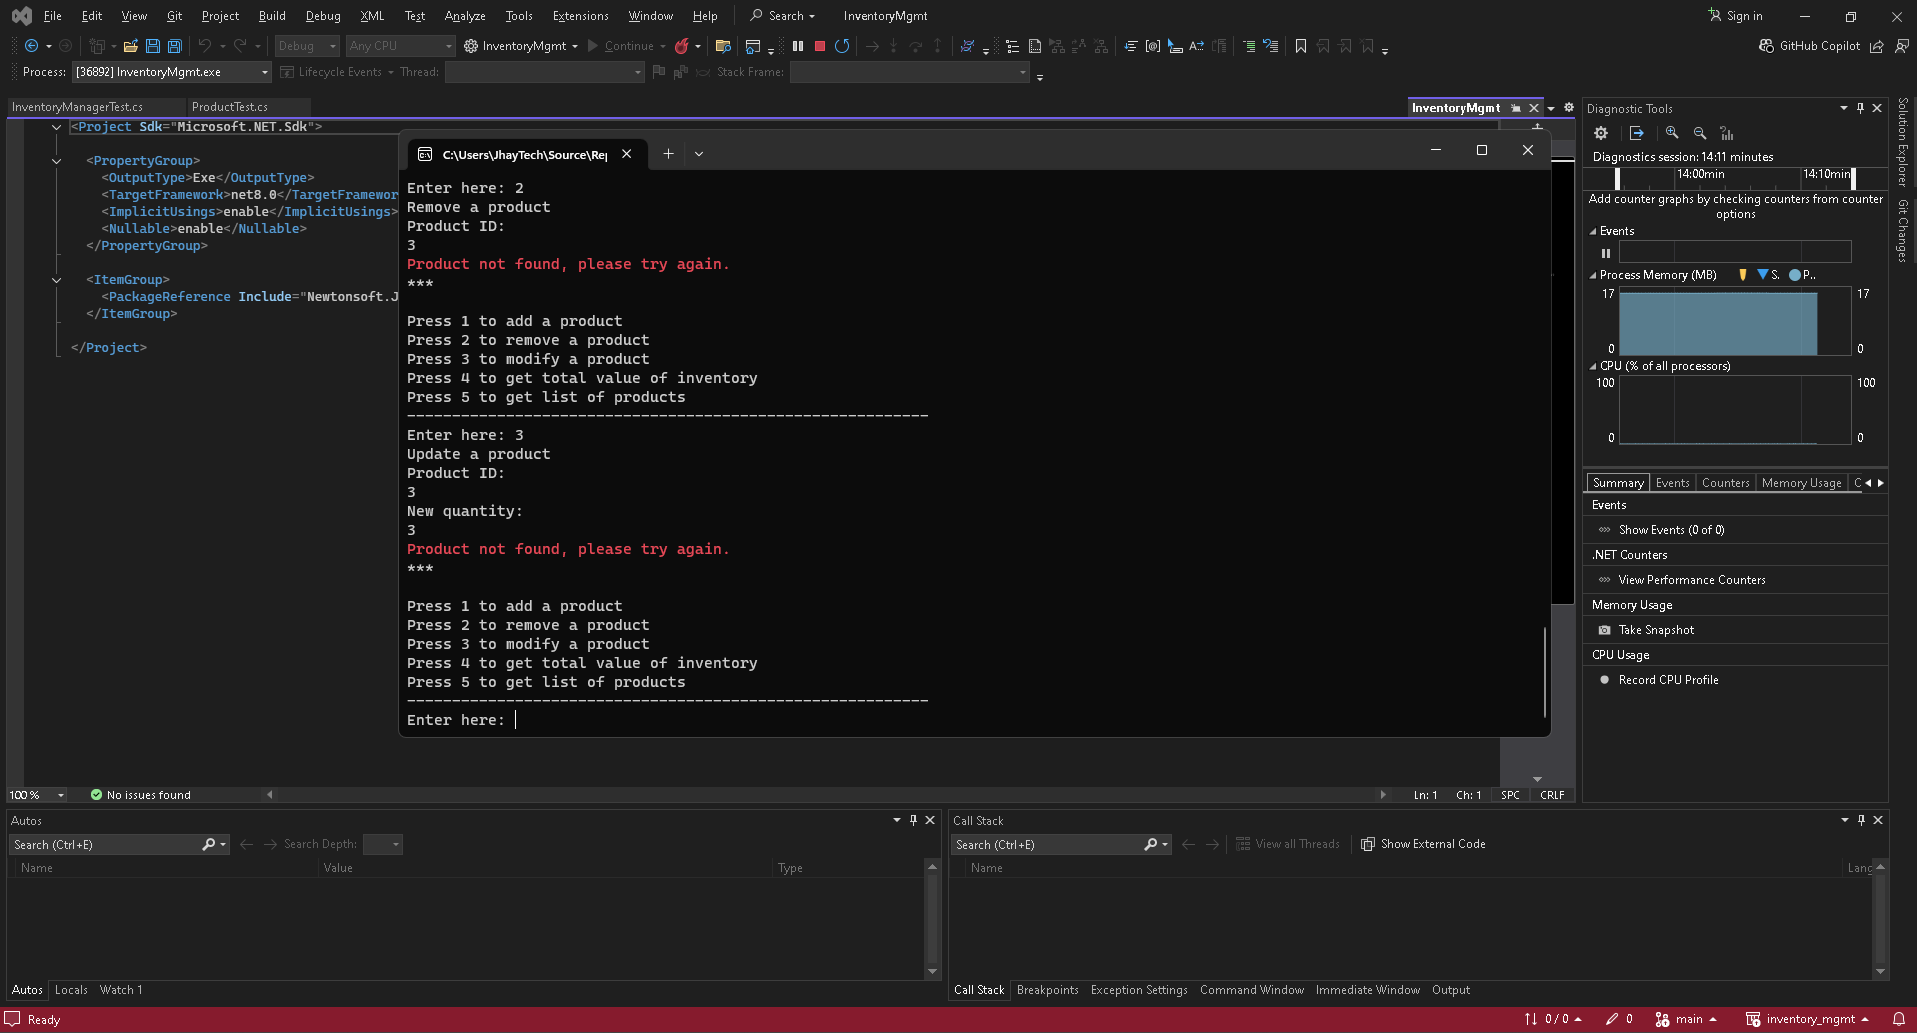 File Edit View Git Project Build Debug XML Test Analyze Tools Extensions Window Help Search InventoryMgmt Sign in
Debug Any CPU InventoryMgmt Continue GitHub Copilot
Process: [36892] InventoryMgmt.exe Lifecycle Events Thread: Stack Frame:
InventoryManagerTest.cs ProductTest.cs InventoryMgmt
<Project Sdk="Microsoft.NET.Sdk">
<PropertyGroup>
<OutputType>Exe</OutputType>
<TargetFramework>net8.0</TargetFramewor
<ImplicitUsings>enable</ImplicitUsings>
<Nullable>enable</Nullable>
</PropertyGroup>
<ItemGroup>
<PackageReference Include="Newtonsoft.J
</ItemGroup>
</Project>
C:\Users\JhayTech\Source\Rep
Enter here: 2
Remove a product
Product ID:
3
Product not found, please try again.
***
Press 1 to add a product
Press 2 to remove a product
Press 3 to modify a product
Press 4 to get total value of inventory
Press 5 to get list of products
----------------------------------------------------------
Enter here: 3
Update a product
Product ID:
3
New quantity:
3
Product not found, please try again.
***
Press 1 to add a product
Press 2 to remove a product
Press 3 to modify a product
Press 4 to get total value of inventory
Press 5 to get list of products
----------------------------------------------------------
Enter here:
100 % No issues found Ln: 1 Ch: 1 SPC CRLF
Diagnostic Tools
Diagnostics session: 14:11 minutes
14:00min 14:10min
Add counter graphs by checking counters from counter
options
Events
Process Memory (MB) S. P..
17 17
0 0
CPU (% of all processors)
100 100
0 0
Summary Events Counters Memory Usage C
Events
Show Events (0 of 0)
.NET Counters
View Performance Counters
Memory Usage
Take Snapshot
CPU Usage
Record CPU Profile
Solution Explorer
Git Changes
Autos
Search (Ctrl+E) Search Depth:
Name Value Type
Autos Locals Watch 1
Call Stack
Search (Ctrl+E) View all Threads Show External Code
Name Lang
Call Stack Breakpoints Exception Settings Command Window Immediate Window Output
Ready 0 / 0 0 main inventory_mgmt